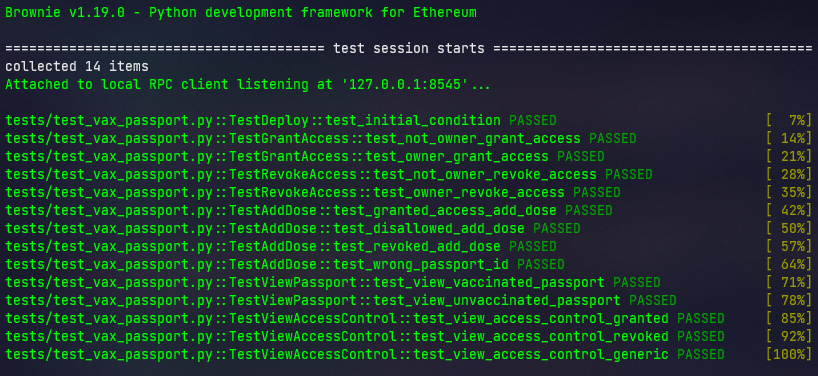 Brownie v1.19.0 - Python development framework for Ethereum
======================================= test session starts =======================================
collected 14 items
Attached to local RPC client listening at '127.0.0.1:8545'...
tests/test_vax_passport.py::TestDeploy::test_initial_condition PASSED [  7%]
tests/test_vax_passport.py::TestGrantAccess::test_not_owner_grant_access PASSED [ 14%]
tests/test_vax_passport.py::TestGrantAccess::test_owner_grant_access PASSED [ 21%]
tests/test_vax_passport.py::TestRevokeAccess::test_not_owner_revoke_access PASSED [ 28%]
tests/test_vax_passport.py::TestRevokeAccess::test_owner_revoke_access PASSED [ 35%]
tests/test_vax_passport.py::TestAddDose::test_granted_access_add_dose PASSED [ 42%]
tests/test_vax_passport.py::TestAddDose::test_disallowed_add_dose PASSED [ 50%]
tests/test_vax_passport.py::TestAddDose::test_revoked_add_dose PASSED [ 57%]
tests/test_vax_passport.py::TestAddDose::test_wrong_passport_id PASSED [ 64%]
tests/test_vax_passport.py::TestViewPassport::test_view_vaccinated_passport PASSED [ 71%]
tests/test_vax_passport.py::TestViewPassport::test_view_unvaccinated_passport PASSED [ 78%]
tests/test_vax_passport.py::TestViewAccessControl::test_view_access_control_granted PASSED [ 85%]
tests/test_vax_passport.py::TestViewAccessControl::test_view_access_control_revoked PASSED [ 92%]
tests/test_vax_passport.py::TestViewAccessControl::test_view_access_control_generic PASSED [100%]